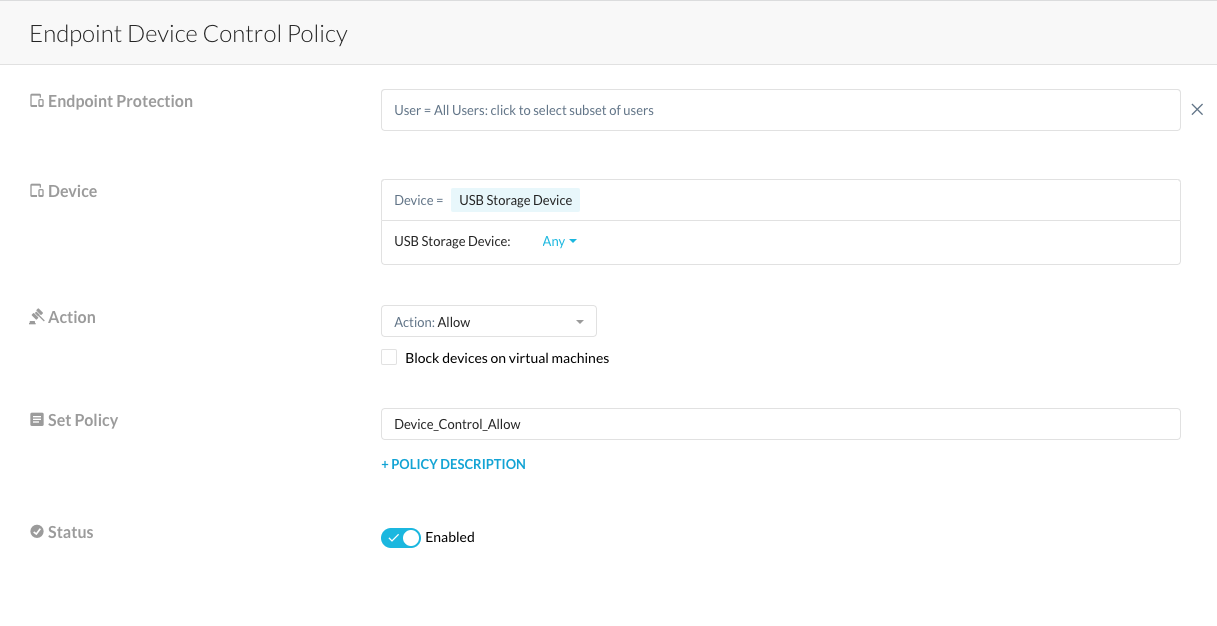 Endpoint Device Control Policy
Endpoint Protection
User = All Users: click to select subset of users
Device
Device = USB Storage Device
USB Storage Device: Any
Action
Action: Allow
Block devices on virtual machines
Set Policy
Device_Control_Allow
+ POLICY DESCRIPTION
Status
Enabled